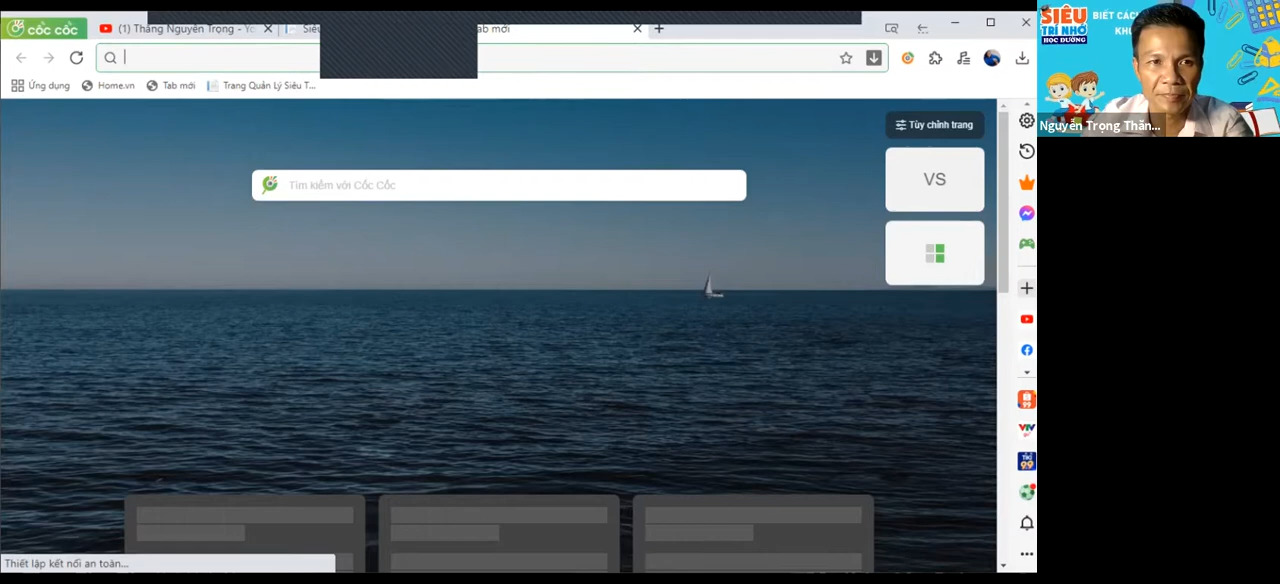 cốc cốc
(1) Thắng Nguyễn Trọng - Yo
Siêu
ab mới
Ứng dụng
Home.vn
Tab mới
Trang Quản Lý Siêu T...
Tùy chỉnh trang
Tìm kiếm với Cốc Cốc
VS
Thiết lập kết nối an toàn...
SIÊU
TRÍ NHỚ
HỌC ĐƯỜNG
BIẾT CÁCH
KHÔ
Nguyễn Trọng Thăn...
VTV